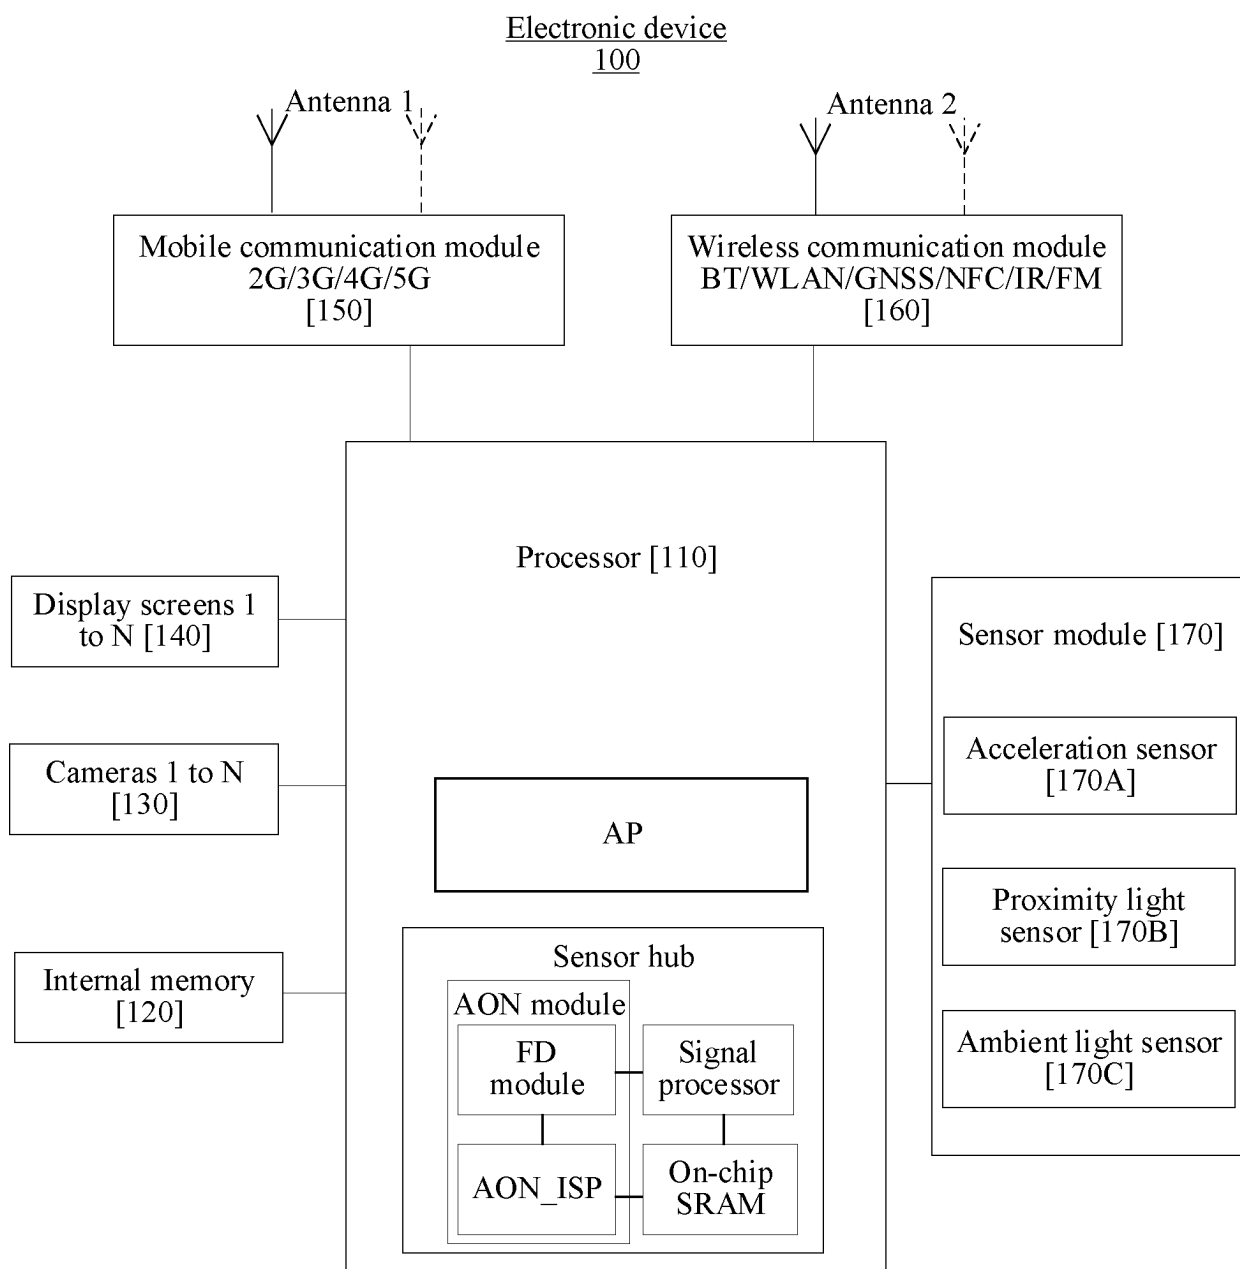 Electronic device
100
Antenna 1
Antenna 2
Mobile communication module
2G/3G/4G/5G
[150]
Wireless communication module
BT/WLAN/GNSS/NFC/IR/FM
[160]
Processor [110]
Display screens 1
to N [140]
Cameras 1 to N
[130]
Internal memory
[120]
AP
Sensor hub
AON module
FD
module
Signal
processor
AON_ISP
On-chip
SRAM
Sensor module [170]
Acceleration sensor
[170A]
Proximity light
sensor [170B]
Ambient light sensor
[170C]